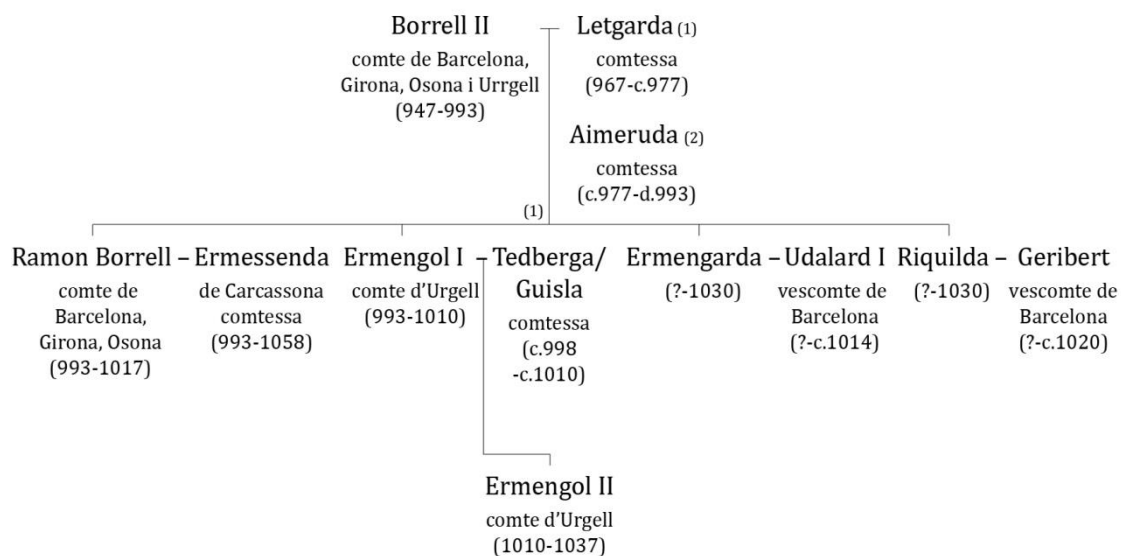 Borrell II
comte de Barcelona,
Girona, Osona i Urrgell
(947-993)
Letgarda (1)
comtessa
(967-c.977)
Aimeruda (2)
comtessa
(c.977-d.993)
(1)
Ramon Borrell – Ermessenda
comte de
Barcelona,
Girona, Osona
(993-1017)
de Carcassona
comtessa
(993-1058)
Ermengol I – Tedberga/
Guisla
comte d'Urgell
(993-1010)
comtessa
(c.998
-c.1010)
Ermengarda – Udalard I
(?-1030)
vescomte de
Barcelona
(?-c.1014)
Riquilda – Geribert
(?-1030)
vescomte de
Barcelona
(?-c.1020)
Ermengol II
comte d'Urgell
(1010-1037)